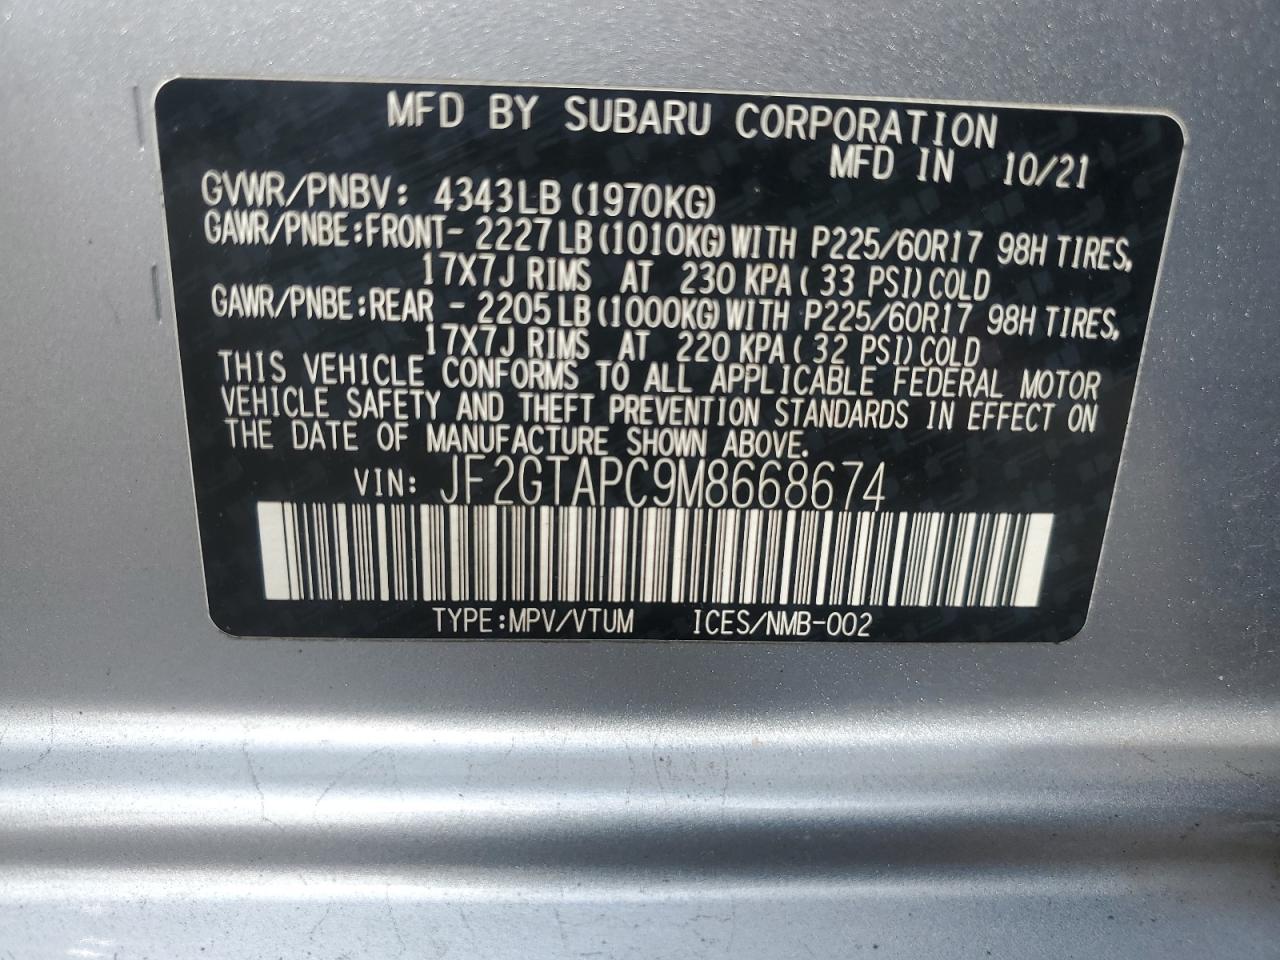 MFD BY SUBARU CORPORATION
MFD IN 10/21
GVWR/PNBV: 4343LB (1970KG)
GAWR/PNBE:FRONT- 2227LB (1010KG) WITH P225/60R17 98H TIRES,
17X7J RIMS AT 230 KPA ( 33 PSI) COLD
GAWR/PNBE:REAR - 2205LB (1000KG) WITH P225/60R17 98H TIRES,
17X7J RIMS AT 220 KPA ( 32 PSI) COLD
THIS VEHICLE CONFORMS TO ALL APPLICABLE FEDERAL MOTOR
VEHICLE SAFETY AND THEFT PREVENTION STANDARDS IN EFFECT ON
THE DATE OF MANUFACTURE SHOWN ABOVE.
VIN: JF2GTAPC9M8668674
TYPE:MPV/VTUM ICES/NMB-002